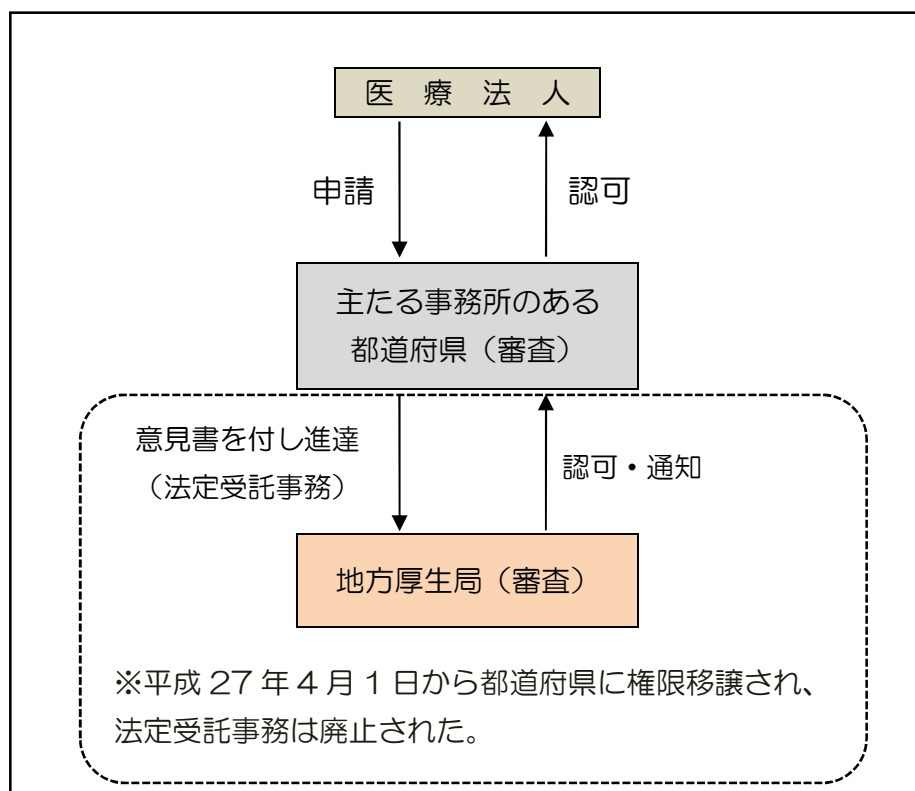 医療法人
申請
認可
主たる事務所のある
都道府県（審査）
意見書を付し進達
（法定受託事務）
認可・通知
地方厚生局（審査）
※平成 27 年 4 月 1 日から都道府県に権限移譲され、
法定受託事務は廃止された。